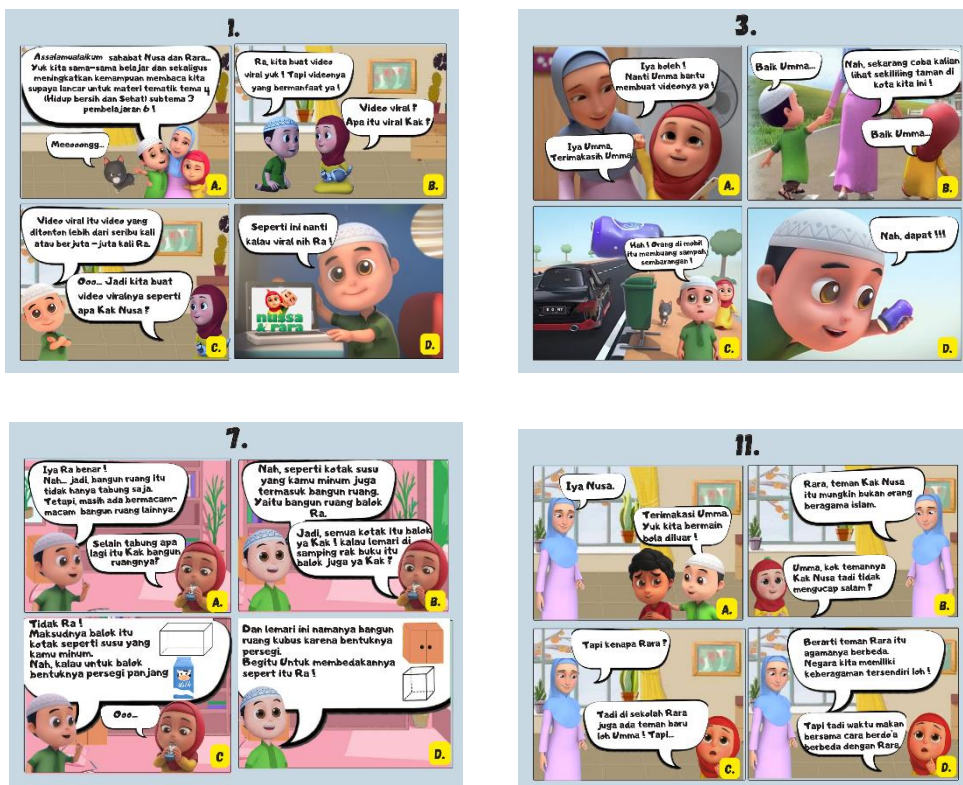 1.
Assalamualaikum sahabat Nusa dan Rara...
Yuk kita sama-sama belajar dan sekaligus
meningkatkan kemampuan membaca kita
supaya lancar untuk materi tematik tema 4
(Hidup bersih dan Sehat) subtema 3
pembelajaran 6 !
Meeooongg...
A.
Ra, kita buat video
viral yuk ! Tapi videonya
yang bermanfaat ya !
Video viral ?
Apa itu viral Kak ?
B.
Video viral itu video yang
ditonton lebih dari seribu kali
atau berjuta -juta kali Ra.
Ooo... Jadi kita buat
video viralnya seperti
apa Kak Nusa ?
C.
Seperti ini nanti
kalau viral nih Ra !
nussa
& rara
D.
3.
Iya boleh !
Nanti Umma bantu
membuat videonya ya !
Iya Umma,
Terimakasih Umma
A.
Baik Umma...
Nah, sekarang coba kalian
lihat sekililing taman di
kota kita ini !
Baik Umma...
B.
Hah ! Orang di mobil
itu membuang sampah
sembarangan !
C.
Nah, dapat !!!
D.
7.
Iya Ra benar !
Nah... jadi, bangun ruang itu
tidak hanya tabung saja.
Tetapi, masih ada bermacam-
macam bangun ruang lainnya.
Selain tabung apa
lagi itu Kak bangun
ruangnya?
A.
Nah, seperti kotak susu
yang kamu minum juga
termasuk bangun ruang.
Yaitu bangun ruang balok
Ra.
Jadi, semua kotak itu balok
ya Kak ! kalau lemari di
samping rak buku itu
balok juga ya Kak ?
B.
Tidak Ra !
Maksudnya balok itu
kotak seperti susu yang
kamu minum.
Nah, kalau untuk balok
bentuknya persegi panjang
Ooo...
C
Dan lemari ini namanya bangun
ruang kubus karena bentuknya
persegi.
Begitu Untuk membedakannya
sepert itu Ra !
D.
11.
Iya Nusa.
Terimakasi Umma.
Yuk kita bermain
bola diluar !
A.
Rara, teman Kak Nusa
itu mungkin bukan orang
beragama islam.
Umma, kok temannya
Kak Nusa tadi tidak
mengucap salam ?
B.
Tapi kenapa Rara ?
Tadi di sekolah Rara
juga ada teman baru
loh Umma ! Tapi...
C.
Berarti teman Rara itu
agamanya berbeda.
Negara kita memiliki
keberagaman tersendiri loh !
Tapi tadi waktu makan
bersama cara berdo'a
berbeda dengan Rara
D.